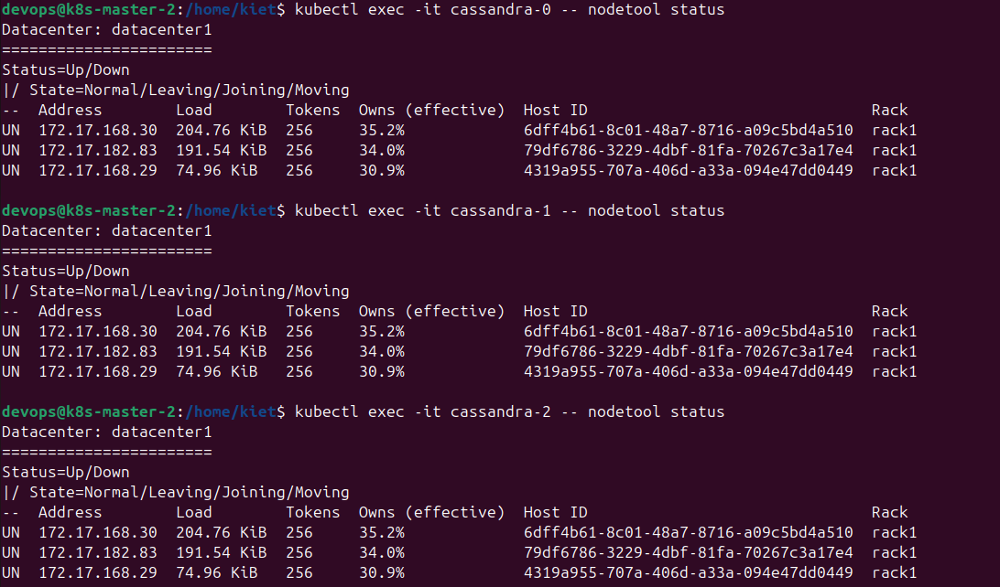 devops@k8s-master-2:/home/kiet$ kubectl exec -it cassandra-0 -- nodetool status
Datacenter: datacenter1
=======================
Status=Up/Down
|/ State=Normal/Leaving/Joining/Moving
--  Address        Load        Tokens  Owns (effective)  Host ID                               Rack
UN  172.17.168.30  204.76 KiB  256     35.2%             6dff4b61-8c01-48a7-8716-a09c5bd4a510  rack1
UN  172.17.182.83  191.54 KiB  256     34.0%             79df6786-3229-4dbf-81fa-70267c3a17e4  rack1
UN  172.17.168.29  74.96 KiB   256     30.9%             4319a955-707a-406d-a33a-094e47dd0449  rack1

devops@k8s-master-2:/home/kiet$ kubectl exec -it cassandra-1 -- nodetool status
Datacenter: datacenter1
=======================
Status=Up/Down
|/ State=Normal/Leaving/Joining/Moving
--  Address        Load        Tokens  Owns (effective)  Host ID                               Rack
UN  172.17.168.30  204.76 KiB  256     35.2%             6dff4b61-8c01-48a7-8716-a09c5bd4a510  rack1
UN  172.17.182.83  191.54 KiB  256     34.0%             79df6786-3229-4dbf-81fa-70267c3a17e4  rack1
UN  172.17.168.29  74.96 KiB   256     30.9%             4319a955-707a-406d-a33a-094e47dd0449  rack1

devops@k8s-master-2:/home/kiet$ kubectl exec -it cassandra-2 -- nodetool status
Datacenter: datacenter1
=======================
Status=Up/Down
|/ State=Normal/Leaving/Joining/Moving
--  Address        Load        Tokens  Owns (effective)  Host ID                               Rack
UN  172.17.168.30  204.76 KiB  256     35.2%             6dff4b61-8c01-48a7-8716-a09c5bd4a510  rack1
UN  172.17.182.83  191.54 KiB  256     34.0%             79df6786-3229-4dbf-81fa-70267c3a17e4  rack1
UN  172.17.168.29  74.96 KiB   256     30.9%             4319a955-707a-406d-a33a-094e47dd0449  rack1